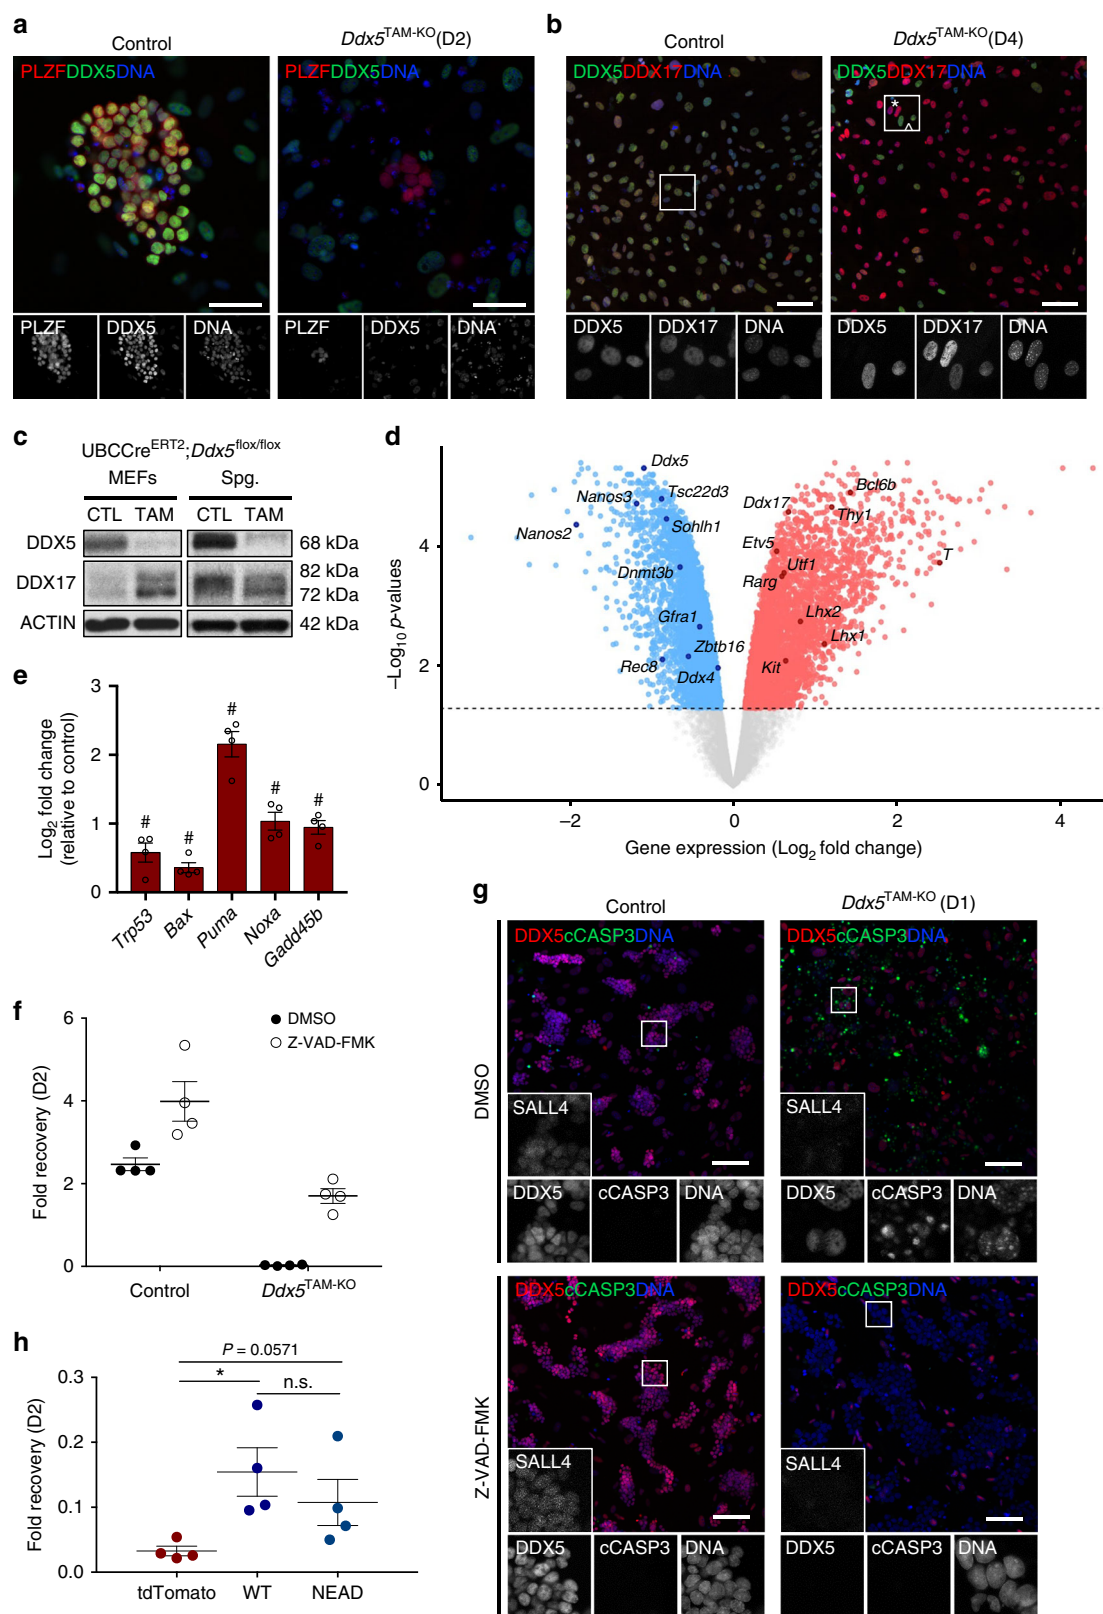 a
Control
Ddx5TAM-KO(D2)
PLZFDDX5DNA
PLZFDDX5DNA
PLZF
DDX5
DNA
PLZF
DDX5
DNA
b
Control
Ddx5TAM-KO(D4)
DDX5DDX17DNA
DDX5DDX17DNA
*
^
DDX5
DDX17
DNA
DDX5
DDX17
DNA
c
UBCCreERT2;Ddx5flox/flox
MEFs
Spg.
CTL TAM
CTL TAM
DDX5
68 kDa
DDX17
82 kDa
72 kDa
ACTIN
42 kDa
d
–Log10 p-values
4
2
0
Ddx5
Nanos3
Tsc22d3
Nanos2
Sohlh1
Dnmt3b
Gfra1
Zbtb16
Rec8
Ddx4
Bcl6b
Ddx17
Thy1
Etv5
T
Utf1
Rarg
Lhx2
Lhx1
Kit
–2
0
2
4
Gene expression (Log2 fold change)
e
Log2 fold change
(relative to control)
3
2
1
0
#
#
#
#
#
Trp53
Bax
Puma
Noxa
Gadd45b
f
Fold recovery (D2)
6
4
2
0
DMSO
Z-VAD-FMK
Control
Ddx5TAM-KO
g
Control
Ddx5TAM-KO (D1)
DMSO
DDX5cCASP3DNA
DDX5cCASP3DNA
SALL4
SALL4
DDX5
cCASP3
DNA
DDX5
cCASP3
DNA
Z-VAD-FMK
DDX5cCASP3DNA
DDX5cCASP3DNA
SALL4
SALL4
DDX5
cCASP3
DNA
DDX5
cCASP3
DNA
h
Fold recovery (D2)
P = 0.0571
*
n.s.
0.3
0.2
0.1
0.0
tdTomato
WT
NEAD